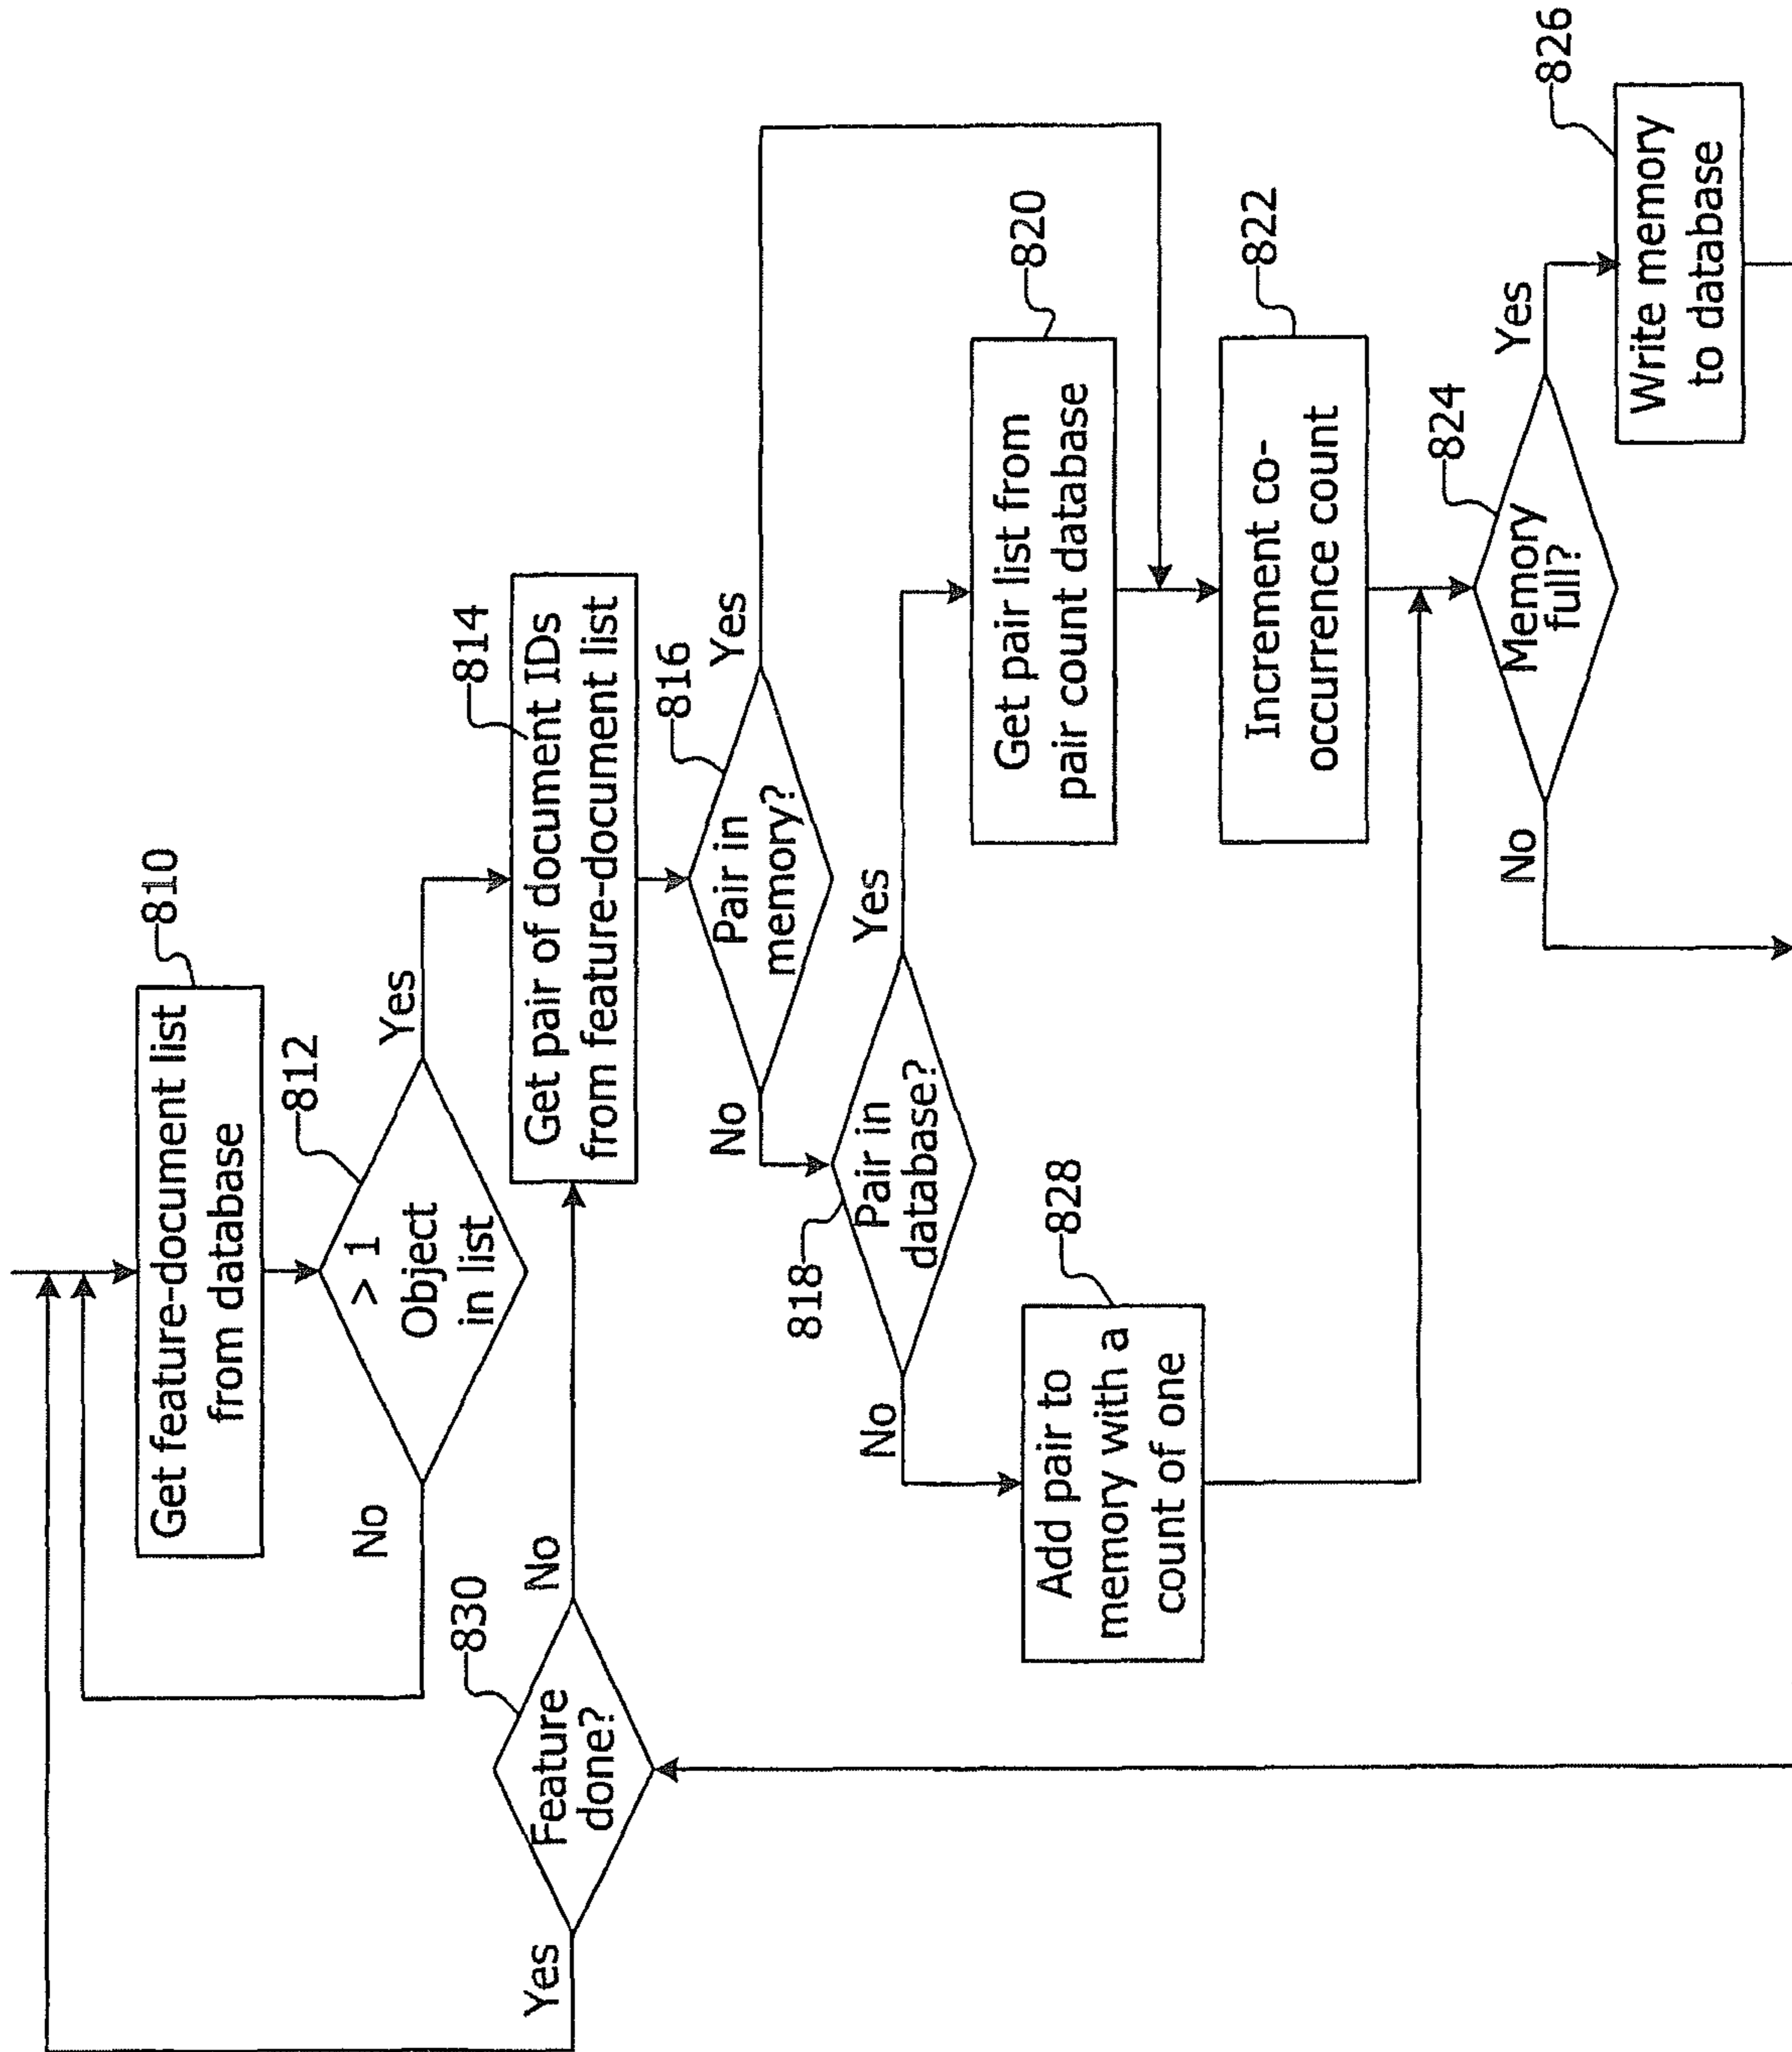 810
Get feature-document list
from database
812
> 1
Object
in list
No
Yes
830
Feature
done?
Yes
No
814
Get pair of document IDs
from feature-document list
816
Pair in
memory?
No
Yes
818
Pair in
database?
No
Yes
828
Add pair to
memory with a
count of one
820
Get pair list from
pair count database
822
Increment co-
occurrence count
824
Memory
full?
No
Yes
826
Write memory
to database